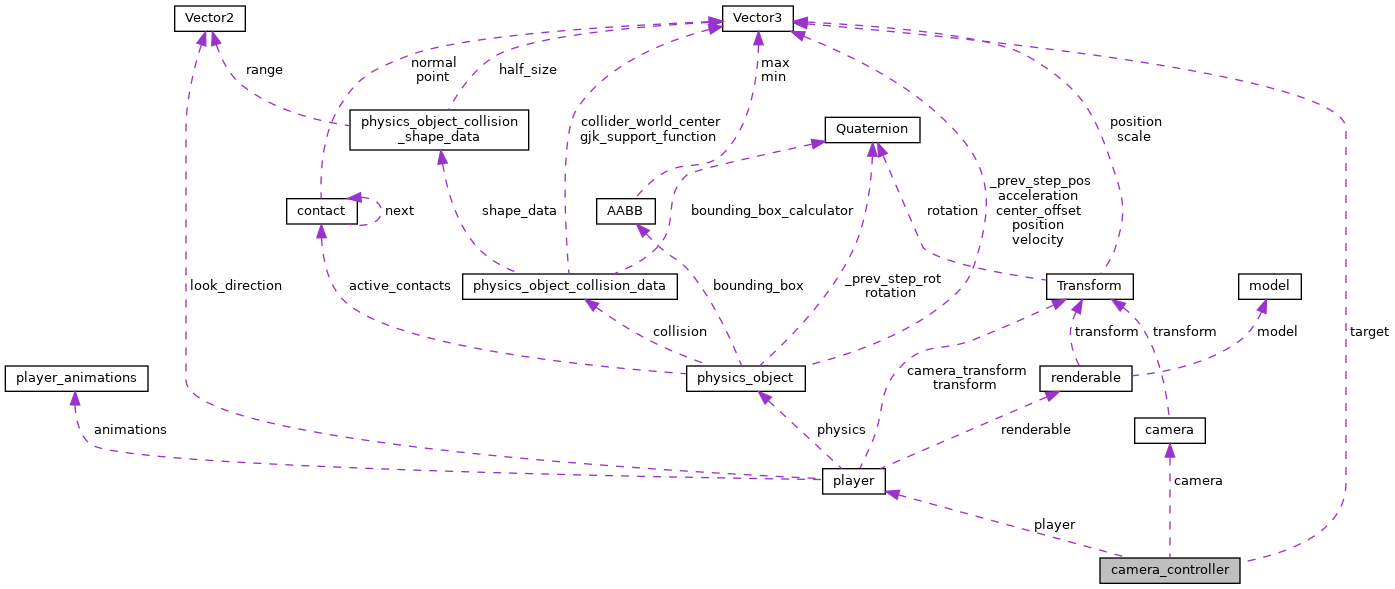 Vector2
Vector3
normal
point
max
min
range
half_size
physics_object_collision
_shape_data
collider_world_center
gjk_support_function
Quaternion
position
scale
_prev_step_pos
acceleration
center_offset
position
velocity
contact
next
shape_data
AABB
bounding_box_calculator
rotation
look_direction
active_contacts
physics_object_collision_data
bounding_box
_prev_step_rot
rotation
Transform
model
collision
transform
transform
model
target
player_animations
physics_object
camera_transform
transform
renderable
animations
physics
renderable
camera
player
camera
player
camera_controller